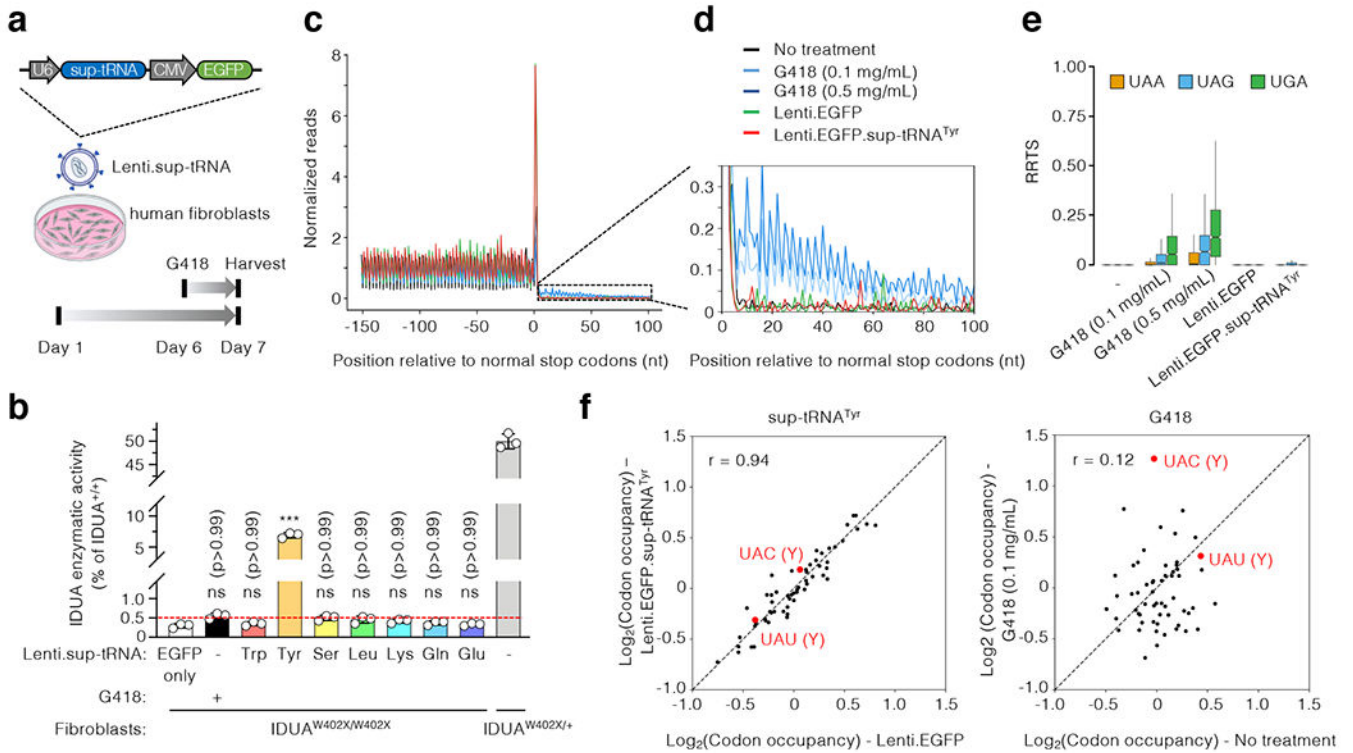 a
U6 sup-tRNA CMV EGFP
Lenti.sup-tRNA
human fibroblasts
G418 Harvest
Day 1 Day 6 Day 7
c
Normalized reads
8
6
4
2
0
-150 -100 -50 0 50 100
Position relative to normal stop codons (nt)
d
No treatment
G418 (0.1 mg/mL)
G418 (0.5 mg/mL)
Lenti.EGFP
Lenti.EGFP.sup-tRNATyr
0.3
0.2
0.1
0
0 20 40 60 80 100
Position relative to normal stop codons (nt)
e
RRTS
1.00
0.75
0.50
0.25
0
UAA UAG UGA
-
G418 (0.1 mg/mL)
G418 (0.5 mg/mL)
Lenti.EGFP
Lenti.EGFP.sup-tRNATyr
b
IDUA enzymatic activity
(% of IDUA+/+)
50
45
10
5
1.0
0.5
0
ns (p>0.99)
***
ns (p>0.99)
ns (p>0.99)
ns (p>0.99)
ns (p>0.99)
ns (p>0.99)
ns (p>0.99)
Lenti.sup-tRNA: EGFP only - Trp Tyr Ser Leu Lys Gln Glu -
G418: +
Fibroblasts: IDUAW402X/W402X IDUAW402X/+
f
sup-tRNATyr
Log2(Codon occupancy) –
Lenti.EGFP.sup-tRNATyr
1.5
1.0
0.5
0
-0.5
-1.0
r = 0.94
UAC (Y)
UAU (Y)
-1.0 -0.5 0 0.5 1.0 1.5
Log2(Codon occupancy) - Lenti.EGFP
G418
Log2 (Codon occupancy) -
G418 (0.1 mg/mL)
1.5
1.0
0.5
0
-0.5
-1.0
r = 0.12
UAC (Y)
UAU (Y)
-1.0 -0.5 0 0.5 1.0 1.5
Log2(Codon occupancy) - No treatment